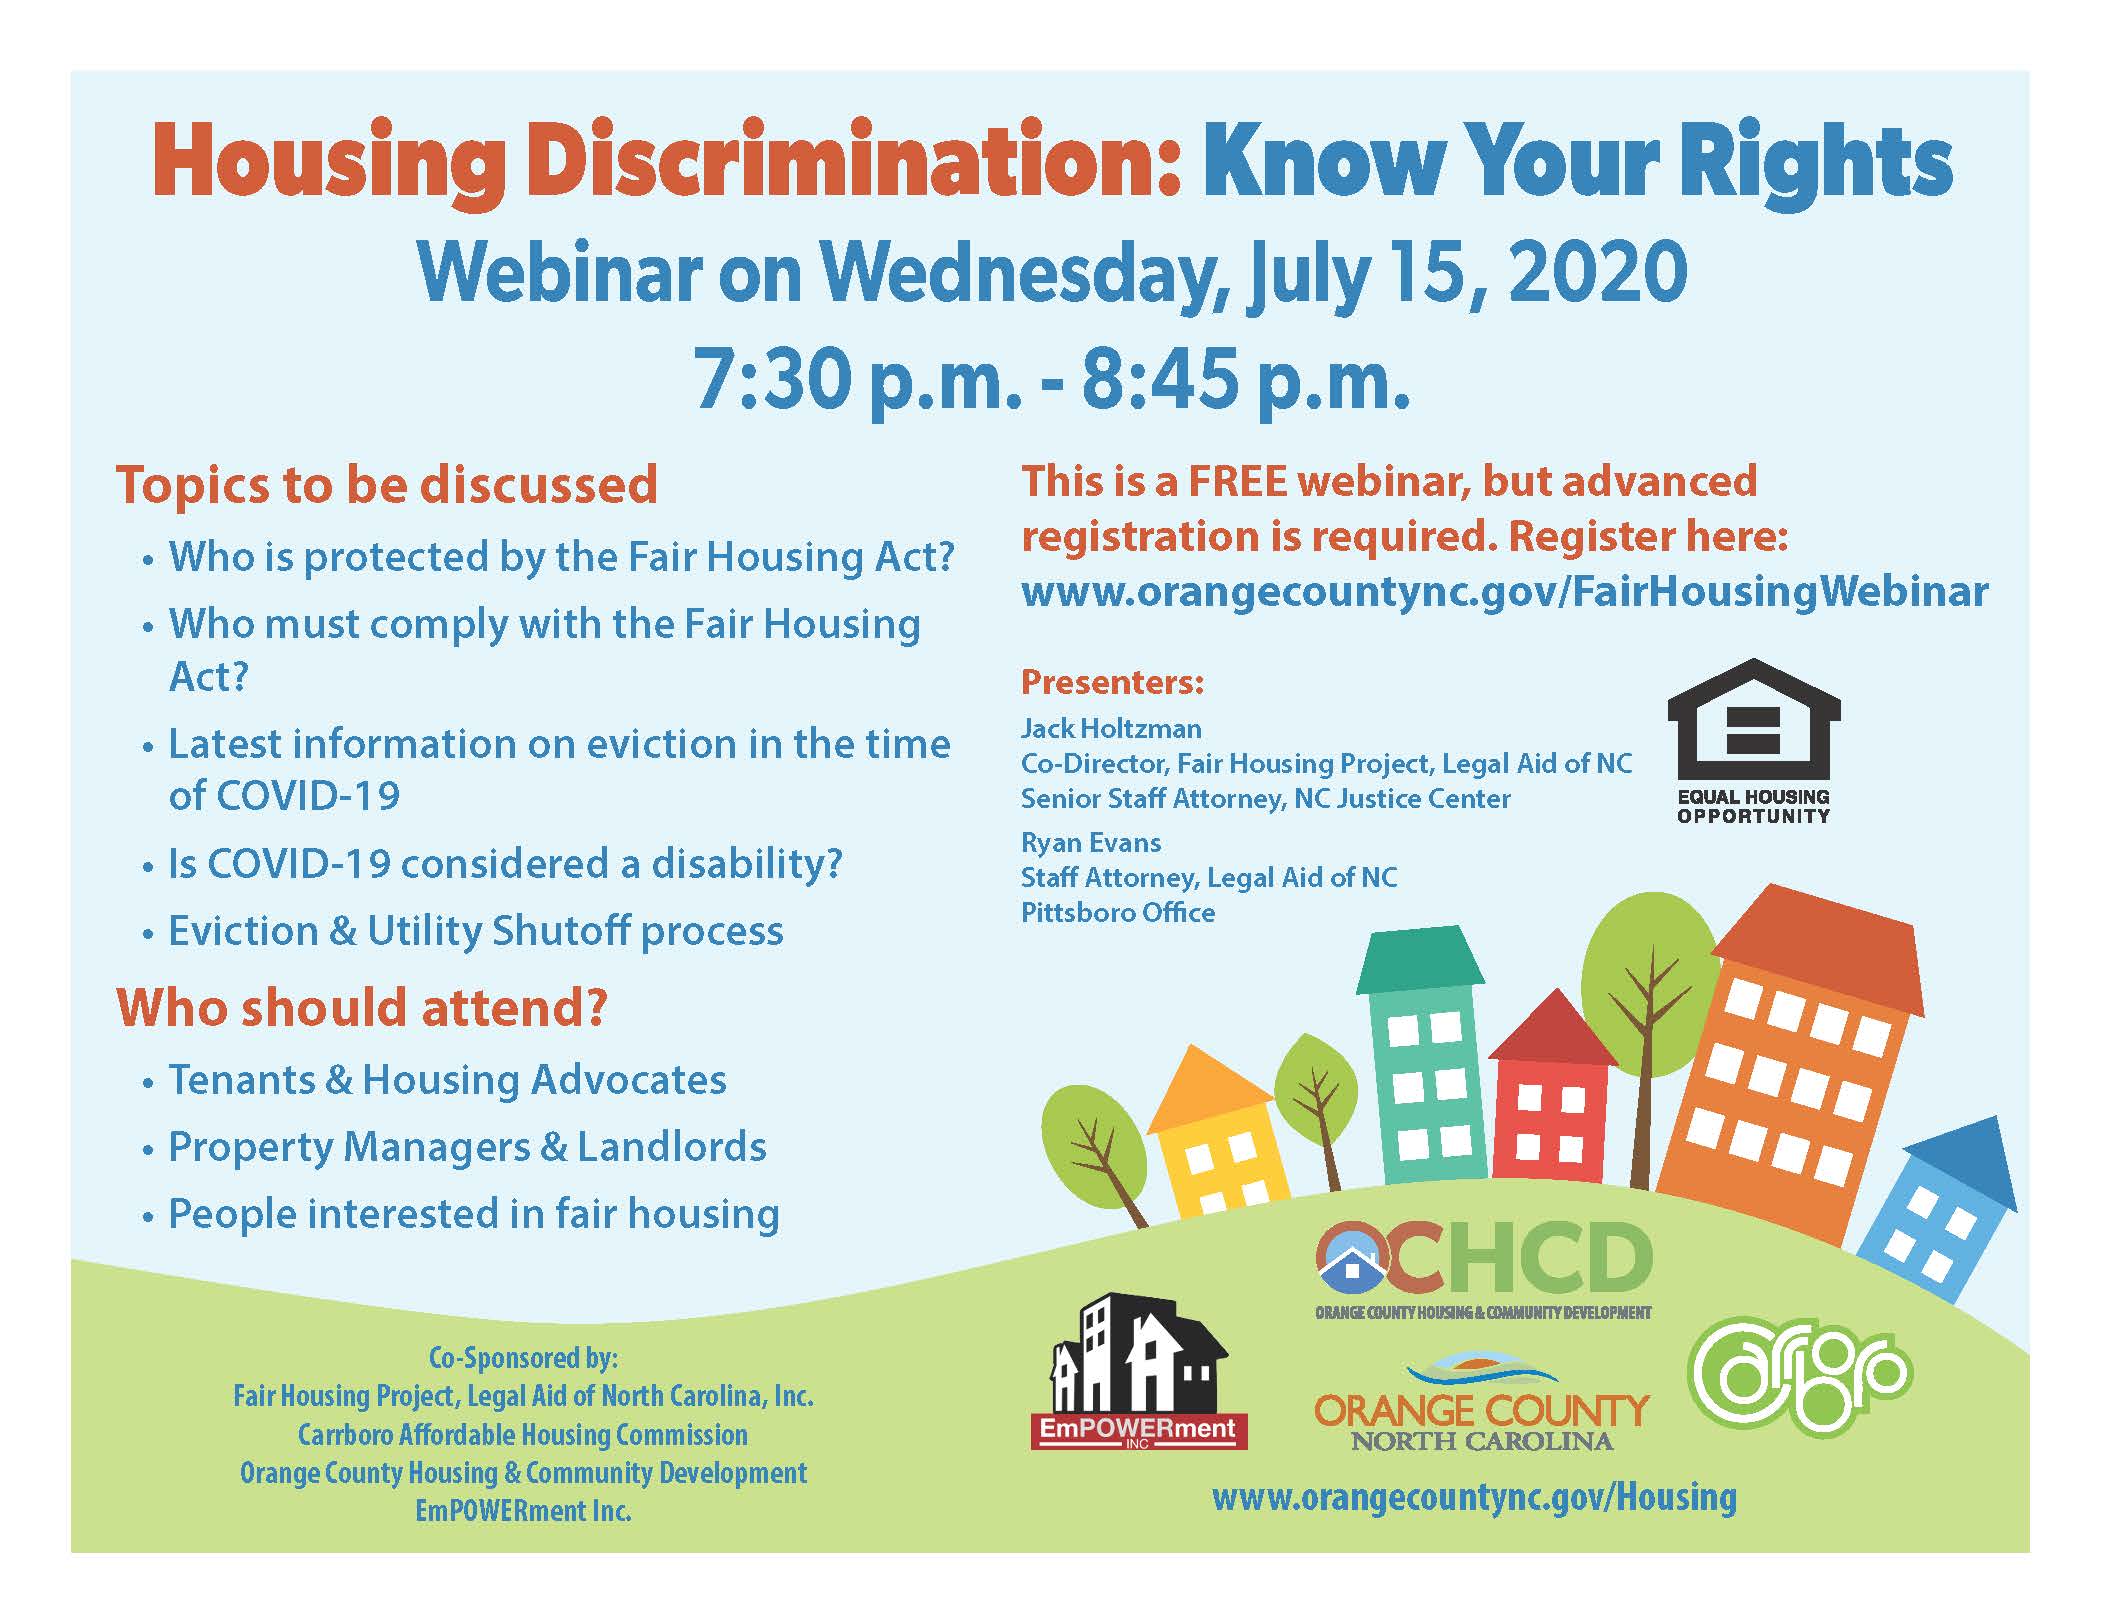 Housing Discrimination: Know Your Rights
Webinar on Wednesday, July 15, 2020
7:30 p.m. - 8:45 p.m.
Topics to be discussed
• Who is protected by the Fair Housing Act?
• Who must comply with the Fair Housing
Act?
• Latest information on eviction in the time
of COVID-19
• Is COVID-19 considered a disability?
• Eviction & Utility Shutoff process
Who should attend?
• Tenants & Housing Advocates
• Property Managers & Landlords
• People interested in fair housing
This is a FREE webinar, but advanced
registration is required. Register here:
www.orangecountync.gov/FairHousingWebinar
Presenters:
Jack Holtzman
Co-Director, Fair Housing Project, Legal Aid of NC
Senior Staff Attorney, NC Justice Center
Ryan Evans
Staff Attorney, Legal Aid of NC
Pittsboro Office
EQUAL HOUSING
OPPORTUNITY
Co-Sponsored by:
Fair Housing Project, Legal Aid of North Carolina, Inc.
Carrboro Affordable Housing Commission
Orange County Housing & Community Development
EmPOWERment Inc.
EmPOWERment
INC
OCHCD
ORANGE COUNTY HOUSING & COMMUNITY DEVELOPMENT
ORANGE COUNTY
NORTH CAROLINA
Carrboro
www.orangecountync.gov/Housing